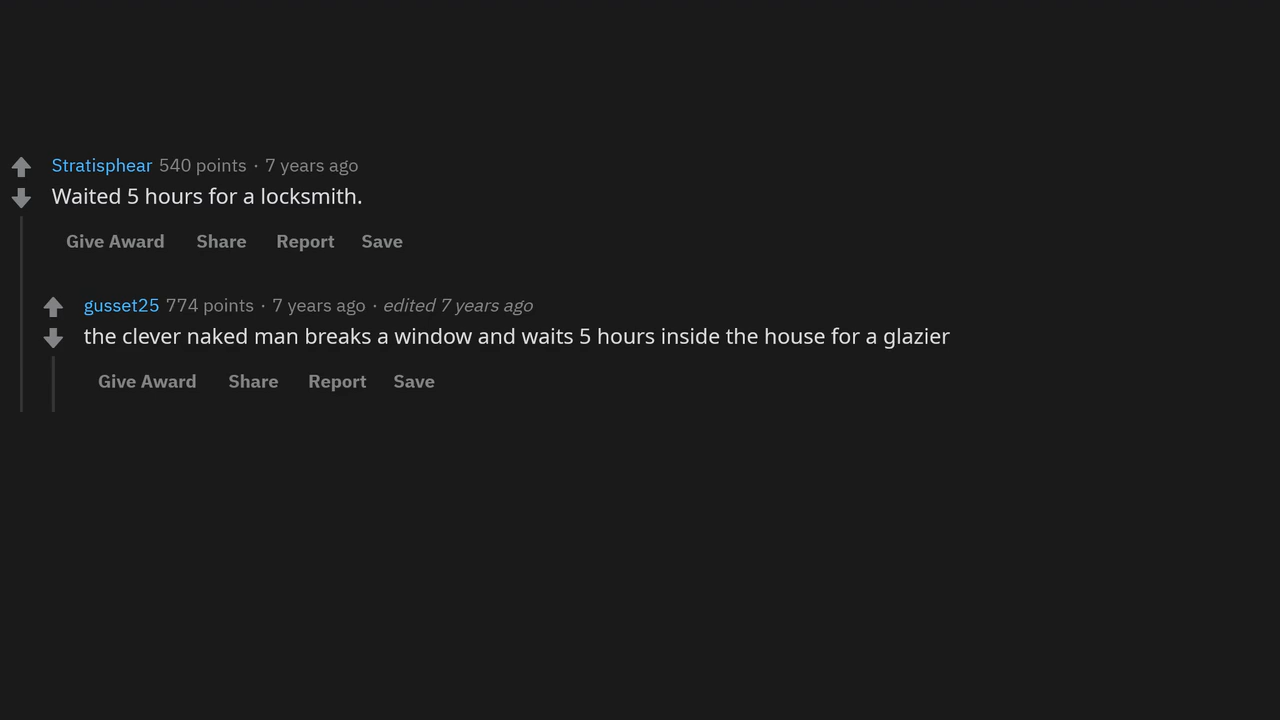 Stratisphear 540 points · 7 years ago
Waited 5 hours for a locksmith.
Give Award Share Report Save
gusset25 774 points · 7 years ago · edited 7 years ago
the clever naked man breaks a window and waits 5 hours inside the house for a glazier
Give Award Share Report Save